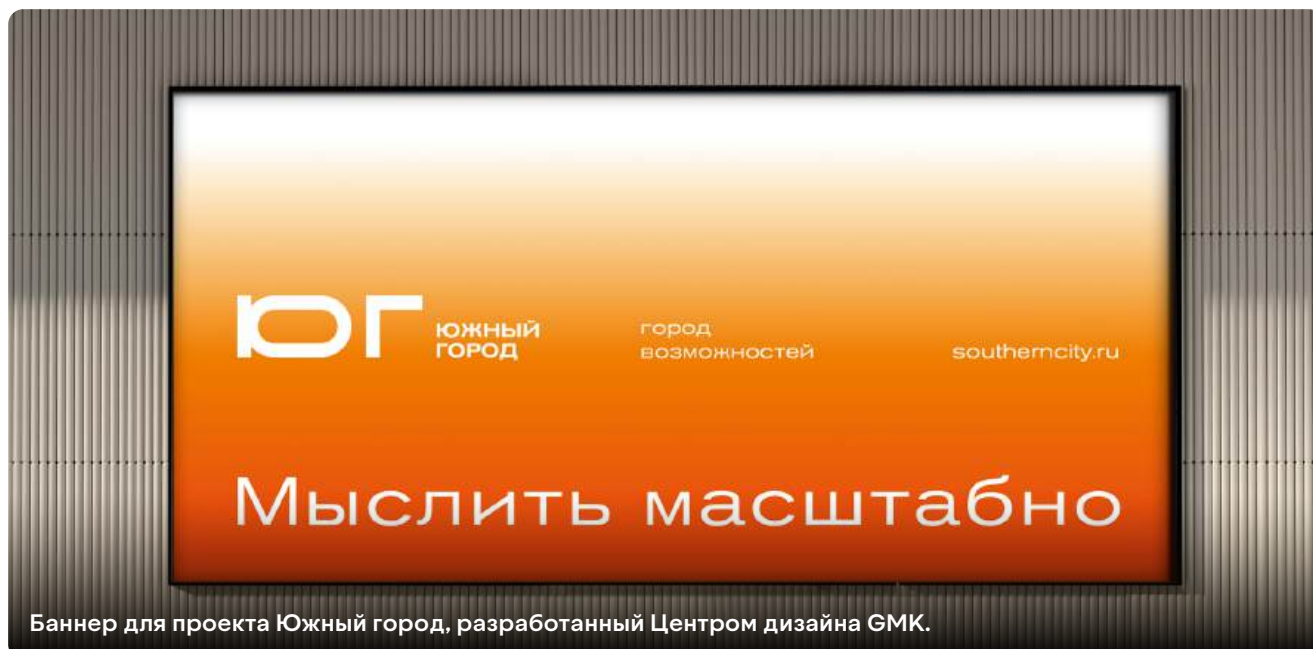 ЮГ
ЮЖНЫЙ
ГОРОД
город
возможностей
southerncity.ru
Мыслить масштабно
Баннер для проекта Южный город, разработанный Центром дизайна GMK.